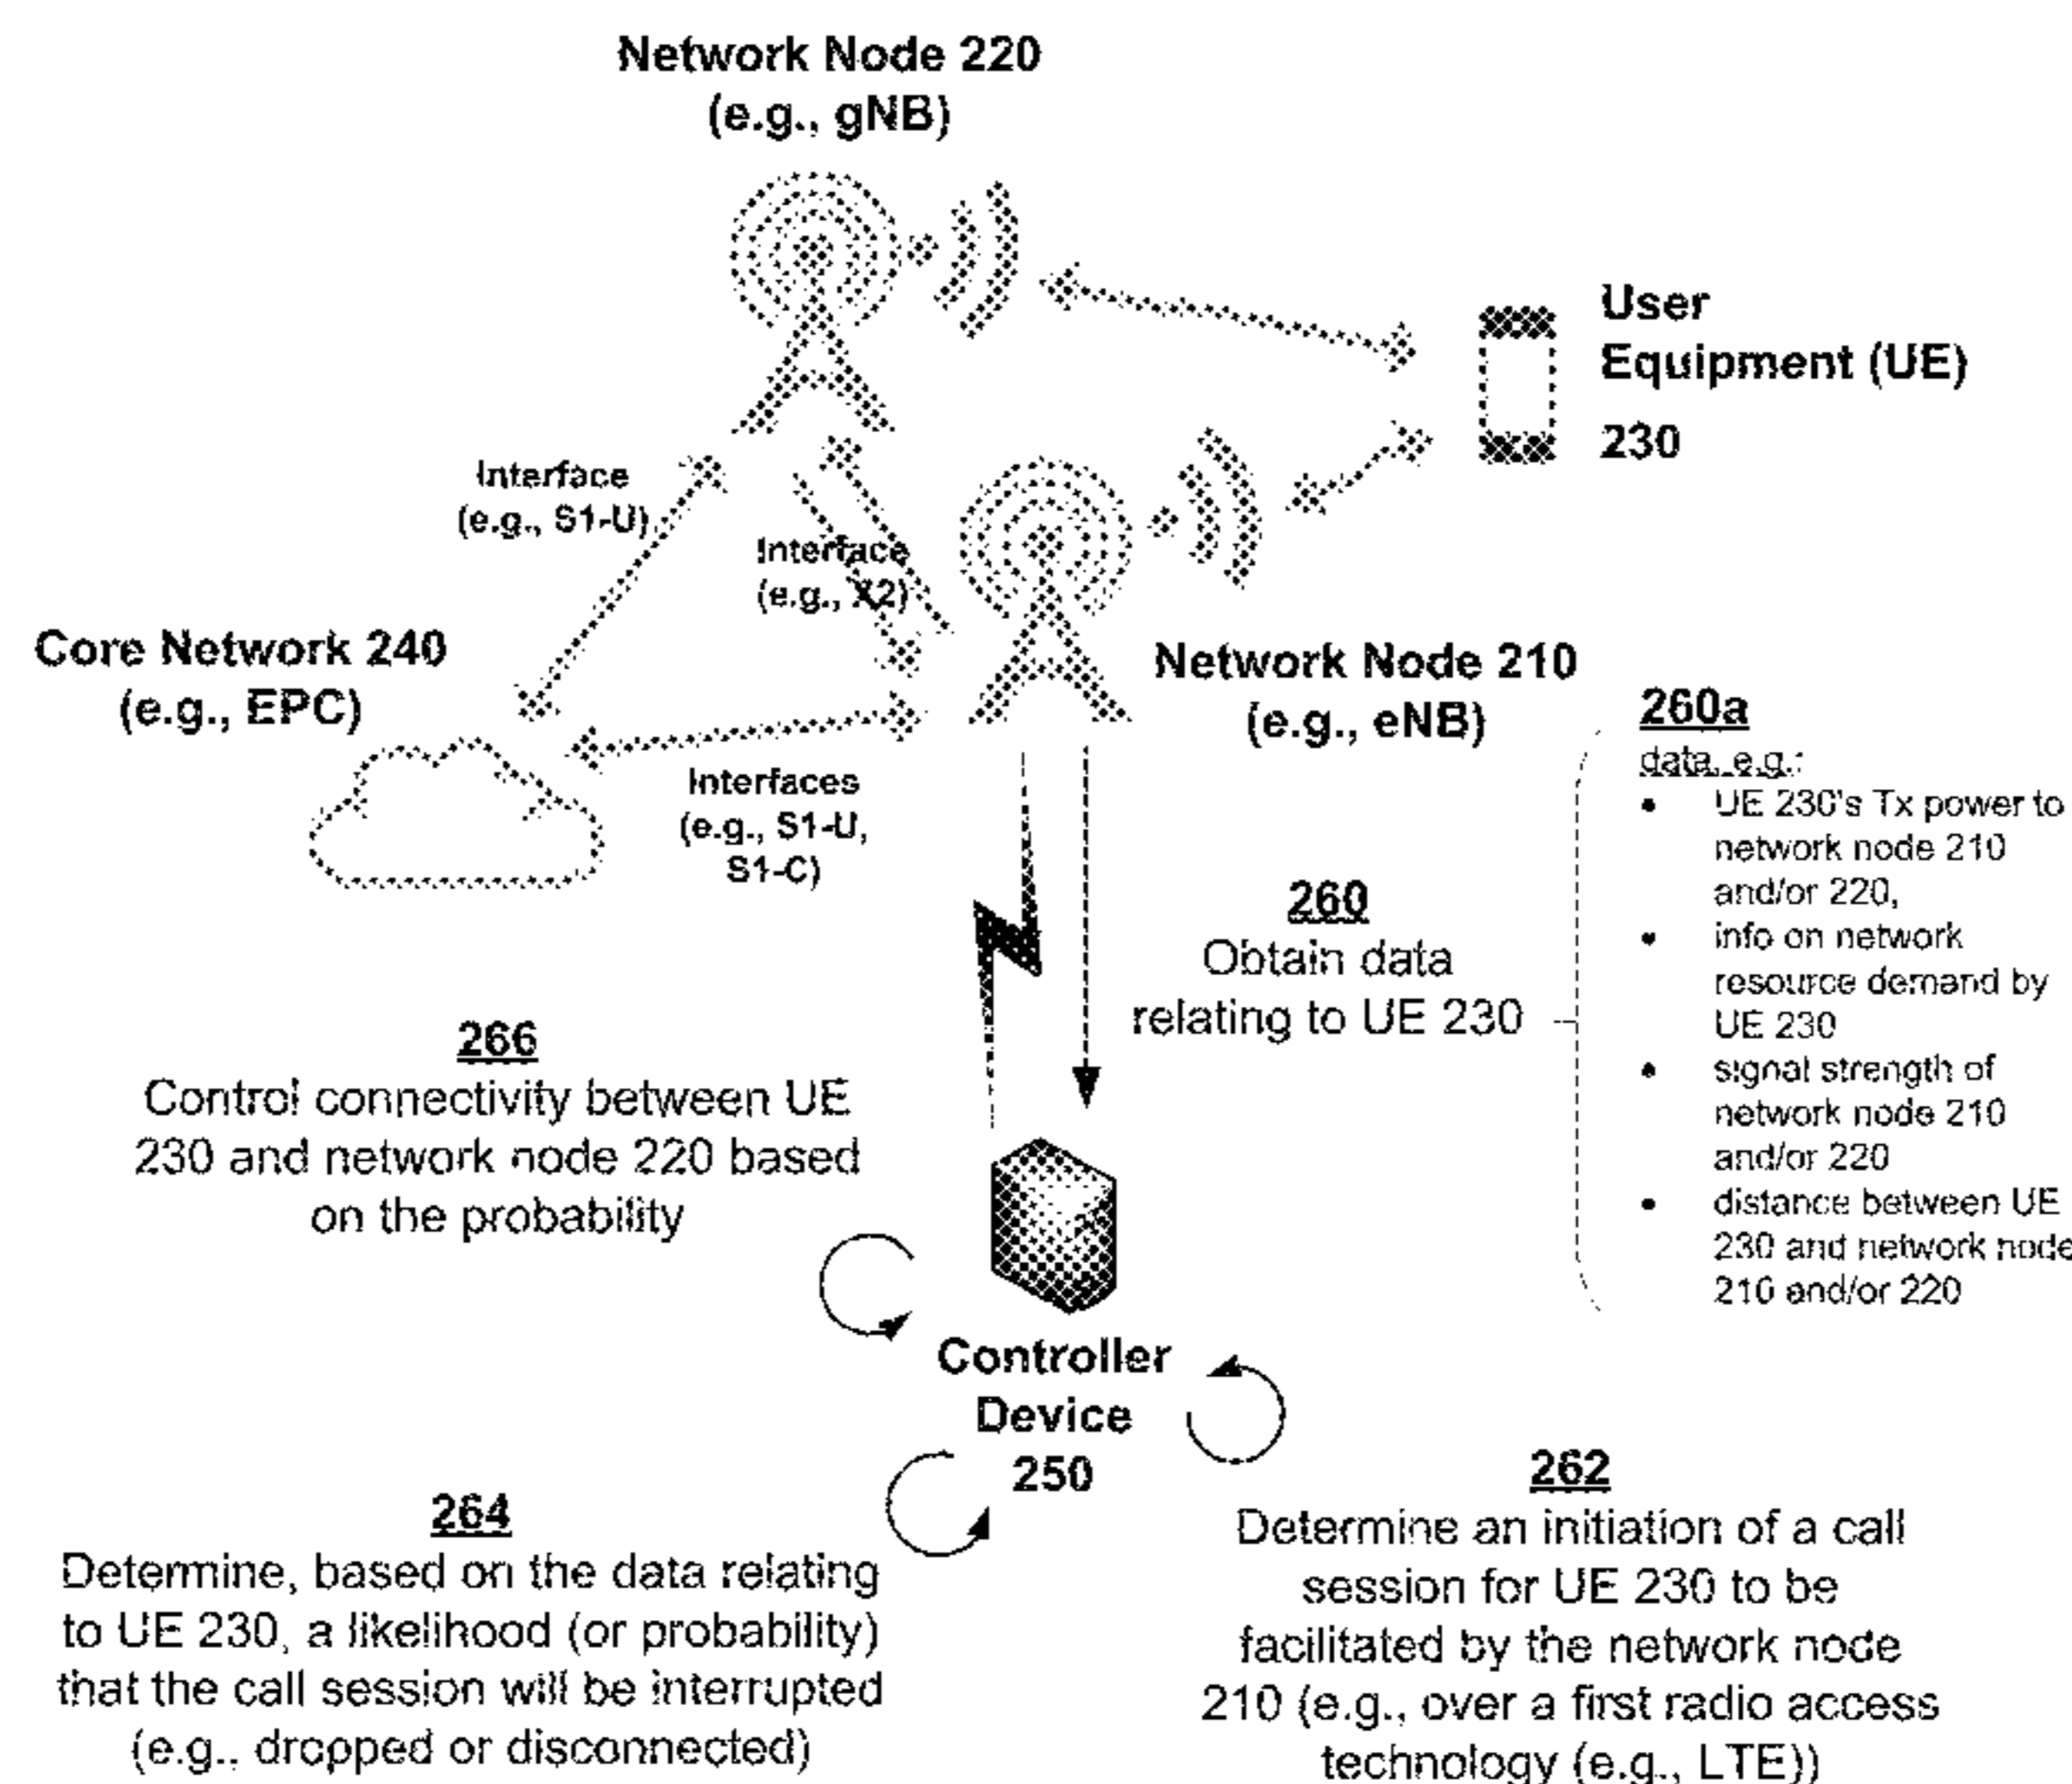 Network Node 220
(e.g., gNB)
User
Equipment (UE)
230
Interface
(e.g., S1-U)
Interface
(e.g., X2)
Core Network 240
(e.g., EPC)
Network Node 210
(e.g., eNB)
Interfaces
(e.g., S1-U,
S1-C)
260a
data, e.g.:
• UE 230's Tx power to
network node 210
and/or 220,
• info on network
resource demand by
UE 230
• signal strength of
network node 210
and/or 220
• distance between UE
230 and network node
210 and/or 220
260
Obtain data
relating to UE 230
266
Control connectivity between UE
230 and network node 220 based
on the probability
Controller
Device
250
264
Determine, based on the data relating
to UE 230, a likelihood (or probability)
that the call session will be interrupted
(e.g., dropped or disconnected)
262
Determine an initiation of a call
session for UE 230 to be
facilitated by the network node
210 (e.g., over a first radio access
technology (e.g., LTE))